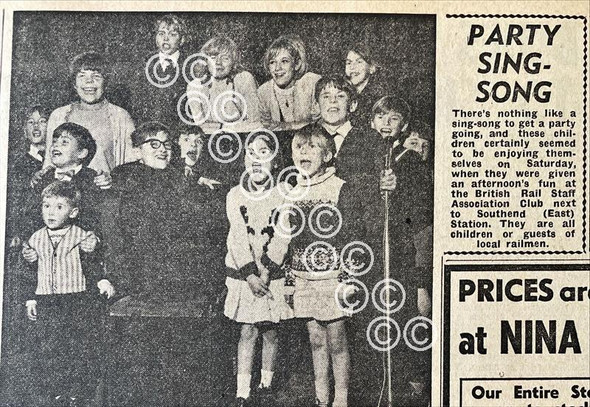 PARTY
SING-
SONG
There's nothing like a
sing-song to get a party
going, and these chil-
dren certainly seemed
to be enjoying them-
selves on Saturday,
when they were given
an afternoon's fun at
the British Rail Staff
Association Club next
to Southend (East)
Station. They are all
children or guests of
local railmen.
PRICES are
at NINA
Our Entire Sto